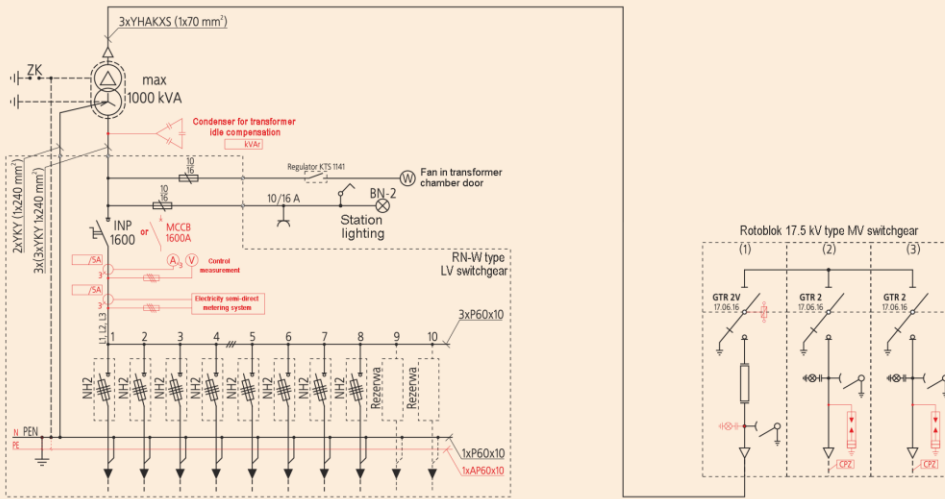 3xYHAKXS (1x70 mm²)
ZK
max
1000 kVA
Condenser for transformer
idle compensation
kVAr
2xYKY (1x240 mm²)
3x(3xYKY 1x240 mm²)
10
16
Regulator KTS 1141
W
Fan in transformer
chamber door
10
16
10/16 A
BN-2
Station
lighting
INP
1600
or
MCCB
1600A
/5A
3
A
3
V
Control
measurement
/5A
3
Electricity semi-direct
metering system
RN-W type
LV switchgear
L1, L2, L3
3xP60x10
1
2
3
4
5
6
7
8
9
10
NH2
NH2
NH2
NH2
NH2
NH2
NH2
NH2
Rezerwa
Rezerwa
N PEN
PE
1xP60x10
1xAP60x10
Rotoblok 17.5 kV type MV switchgear
(1)
(2)
(3)
GTR 2V
17.06.16
GTR 2
17.06.16
GTR 2
17.06.16
CPZ
CPZ